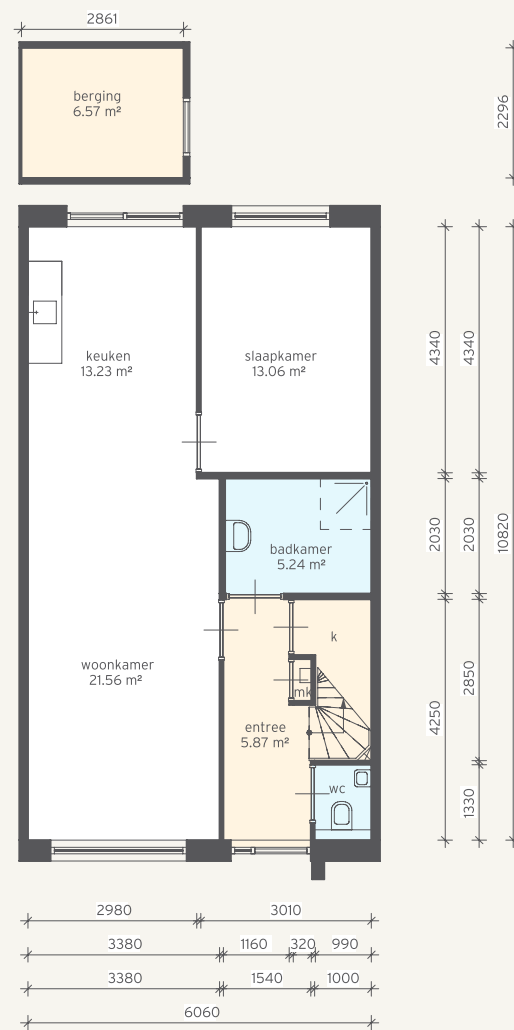 2861
berging
6.57 m²
2296
keuken
13.23 m²
slaapkamer
13.06 m²
4340
4340
badkamer
5.24 m²
2030
2030
10820
k
woonkamer
21.56 m²
mk
entree
5.87 m²
4250
2850
wc
1330
2980
3010
3380
1160
320
990
3380
1540
1000
6060